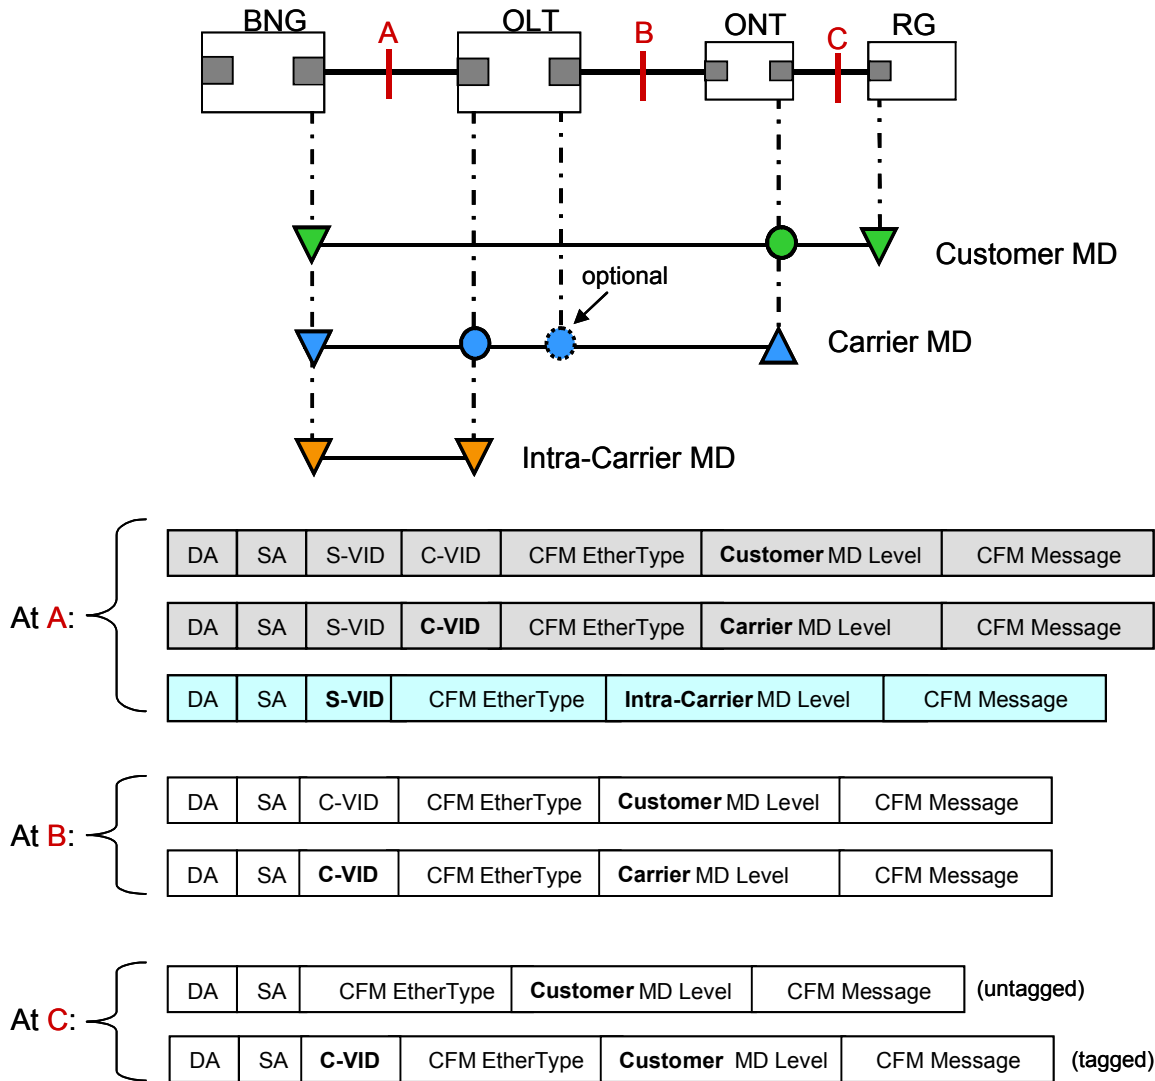 BNG OLT ONT RG
A B C
Customer MD
optional
Carrier MD
Intra-Carrier MD
At A:
DA SA S-VID C-VID CFM EtherType Customer MD Level CFM Message
DA SA S-VID C-VID CFM EtherType Carrier MD Level CFM Message
DA SA S-VID CFM EtherType Intra-Carrier MD Level CFM Message
At B:
DA SA C-VID CFM EtherType Customer MD Level CFM Message
DA SA C-VID CFM EtherType Carrier MD Level CFM Message
At C:
DA SA CFM EtherType Customer MD Level CFM Message (untagged)
DA SA C-VID CFM EtherType Customer MD Level CFM Message (tagged)